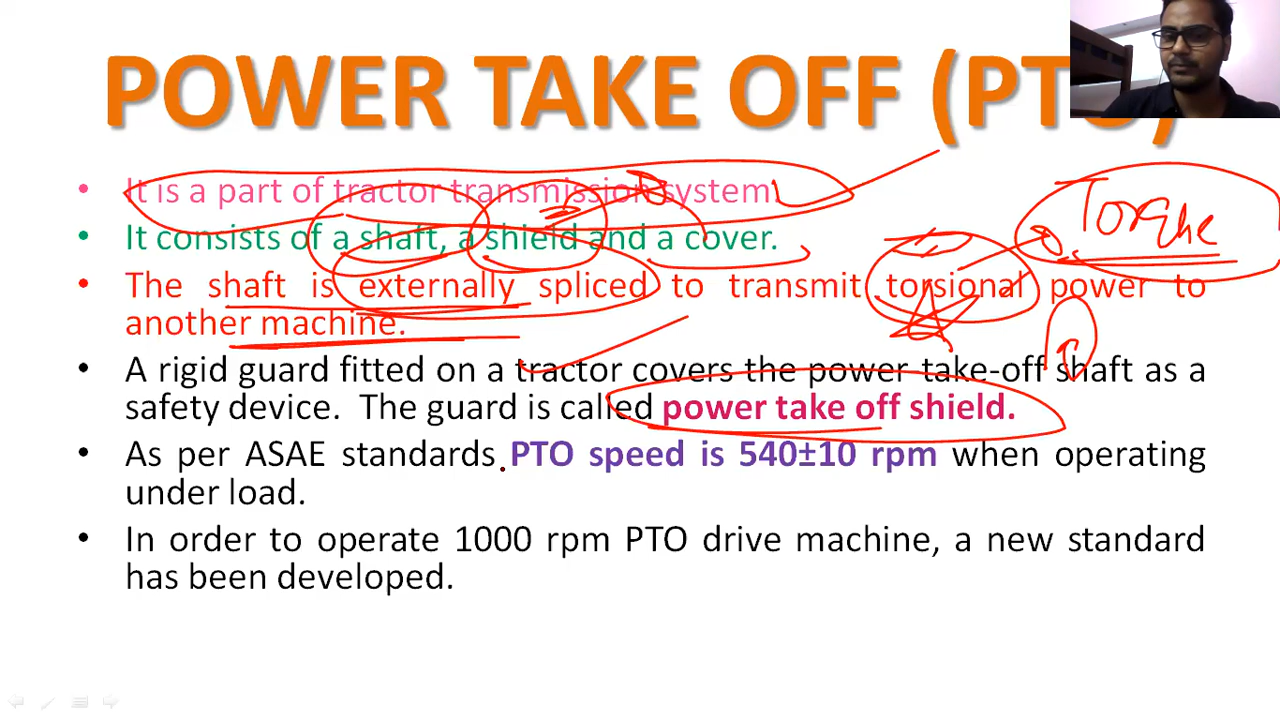 POWER TAKE OFF (PTO)
• It is a part of tractor transmission system.
• It consists of a shaft, a shield and a cover.
Torque
• The shaft is externally spliced to transmit torsional power to
another machine.
• A rigid guard fitted on a tractor covers the power take-off shaft as a
safety device. The guard is called power take off shield.
• As per ASAE standards PTO speed is 540±10 rpm when operating
under load.
• In order to operate 1000 rpm PTO drive machine, a new standard
has been developed.